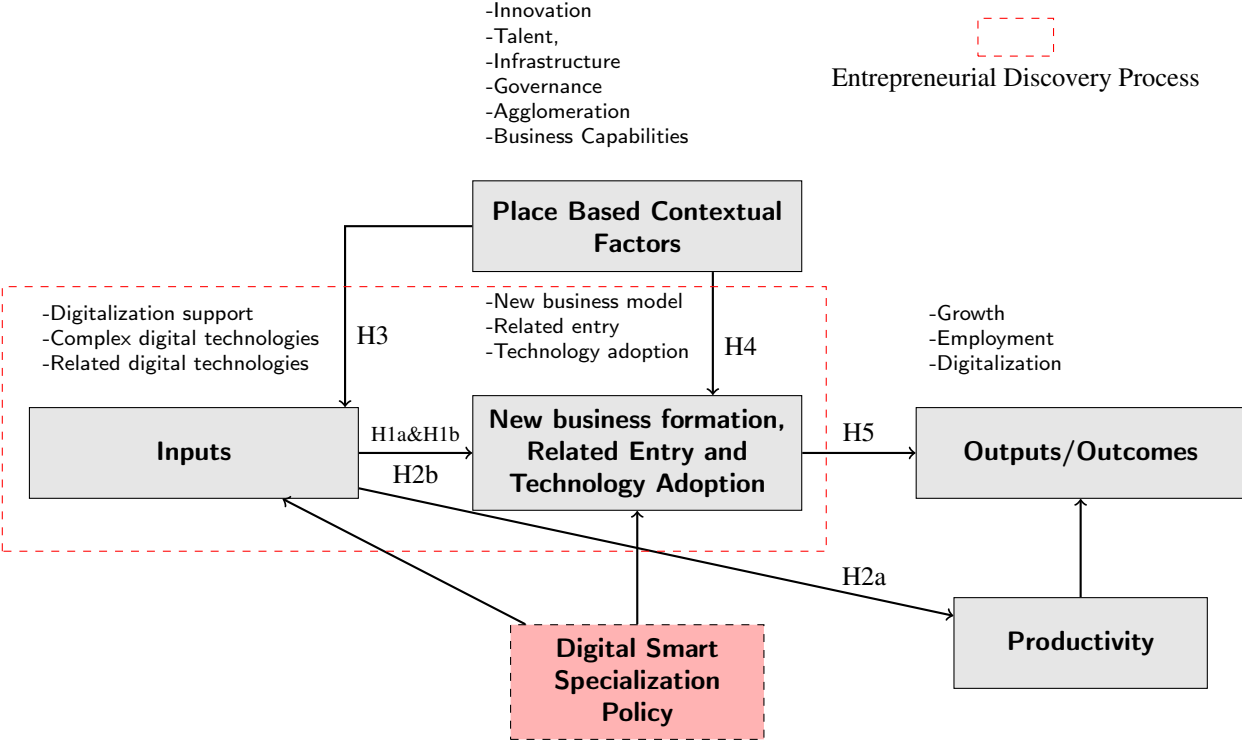 -Innovation
-Talent,
-Infrastructure
-Governance
-Agglomeration
-Business Capabilities
Entrepreneurial Discovery Process
Place Based Contextual
Factors
-Digitalization support
-Complex digital technologies
-Related digital technologies
H3
-New business model
-Related entry
-Technology adoption
H4
-Growth
-Employment
-Digitalization
Inputs
H1a&H1b
H2b
New business formation,
Related Entry and
Technology Adoption
H5
Outputs/Outcomes
H2a
Digital Smart
Specialization
Policy
Productivity